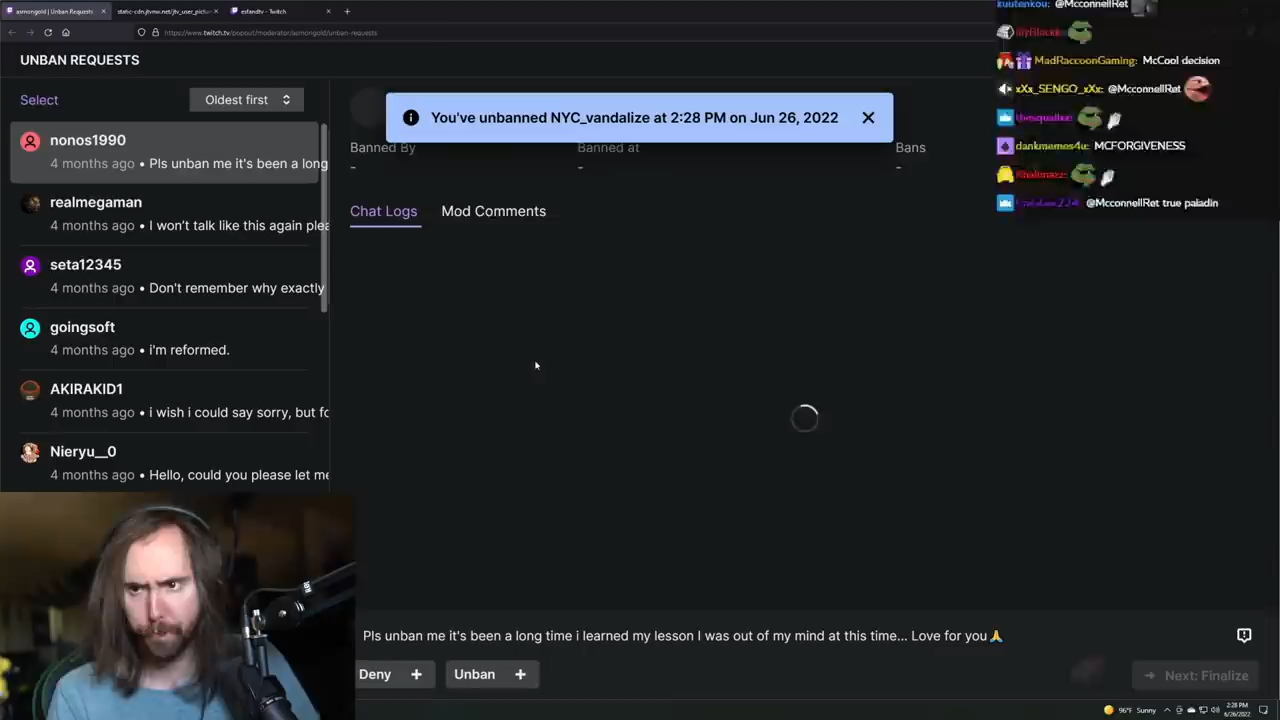 asmongold | Unban Requests
static-cdn.jtvnw.net/jtv_user_pictur
esfandtv - Twitch
https://www.twitch.tv/popout/moderator/asmongold/unban-requests
UNBAN REQUESTS
Select
Oldest first
nonos1990
4 months ago • Pls unban me it's been a long
realmegaman
4 months ago • I won't talk like this again plea
seta12345
4 months ago • Don't remember why exactly
goingsoft
4 months ago • i'm reformed.
AKIRAKID1
4 months ago • i wish i could say sorry, but fo
Nieryu__0
4 months ago • Hello, could you please let me
You've unbanned NYC_vandalize at 2:28 PM on Jun 26, 2022
Banned By
-
Banned at
-
Bans
-
Chat Logs
Mod Comments
Pls unban me it's been a long time i learned my lesson I was out of my mind at this time... Love for you🙏
Deny
Unban
Next: Finalize
kuutenkou: @McconnellRet
MadRaccoonGaming: McCool decision
xXx_SENGO_xXx: @McconnellRet
dankmemes4u: MCFORGIVENESS
@McconnellRet true paladin
96°F Sunny
2:28 PM
6/26/2022